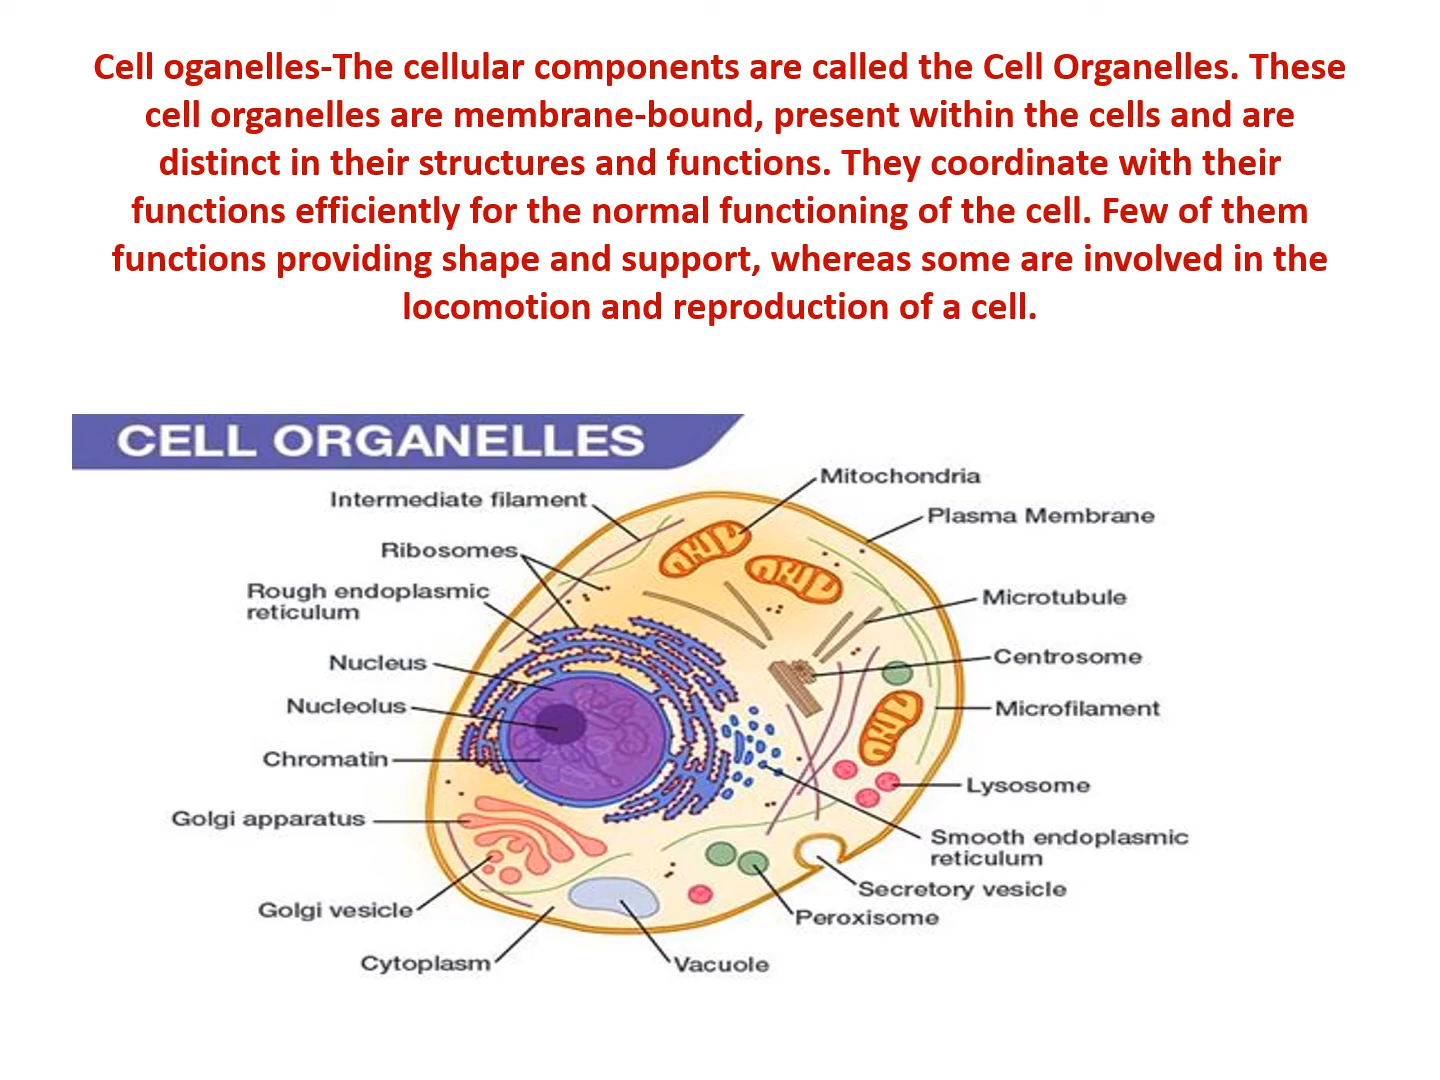 Cell oganelles-The cellular components are called the Cell Organelles. These
cell organelles are membrane-bound, present within the cells and are
distinct in their structures and functions. They coordinate with their
functions efficiently for the normal functioning of the cell. Few of them
functions providing shape and support, whereas some are involved in the
locomotion and reproduction of a cell.
CELL ORGANELLES
Intermediate filament
Ribosomes
Rough endoplasmic
reticulum
Nucleus
Nucleolus
Chromatin
Golgi apparatus
Golgi vesicle
Cytoplasm
Mitochondria
Plasma Membrane
Microtubule
Centrosome
Microfilament
Lysosome
Smooth endoplasmic
reticulum
Secretory vesicle
Peroxisome
Vacuole